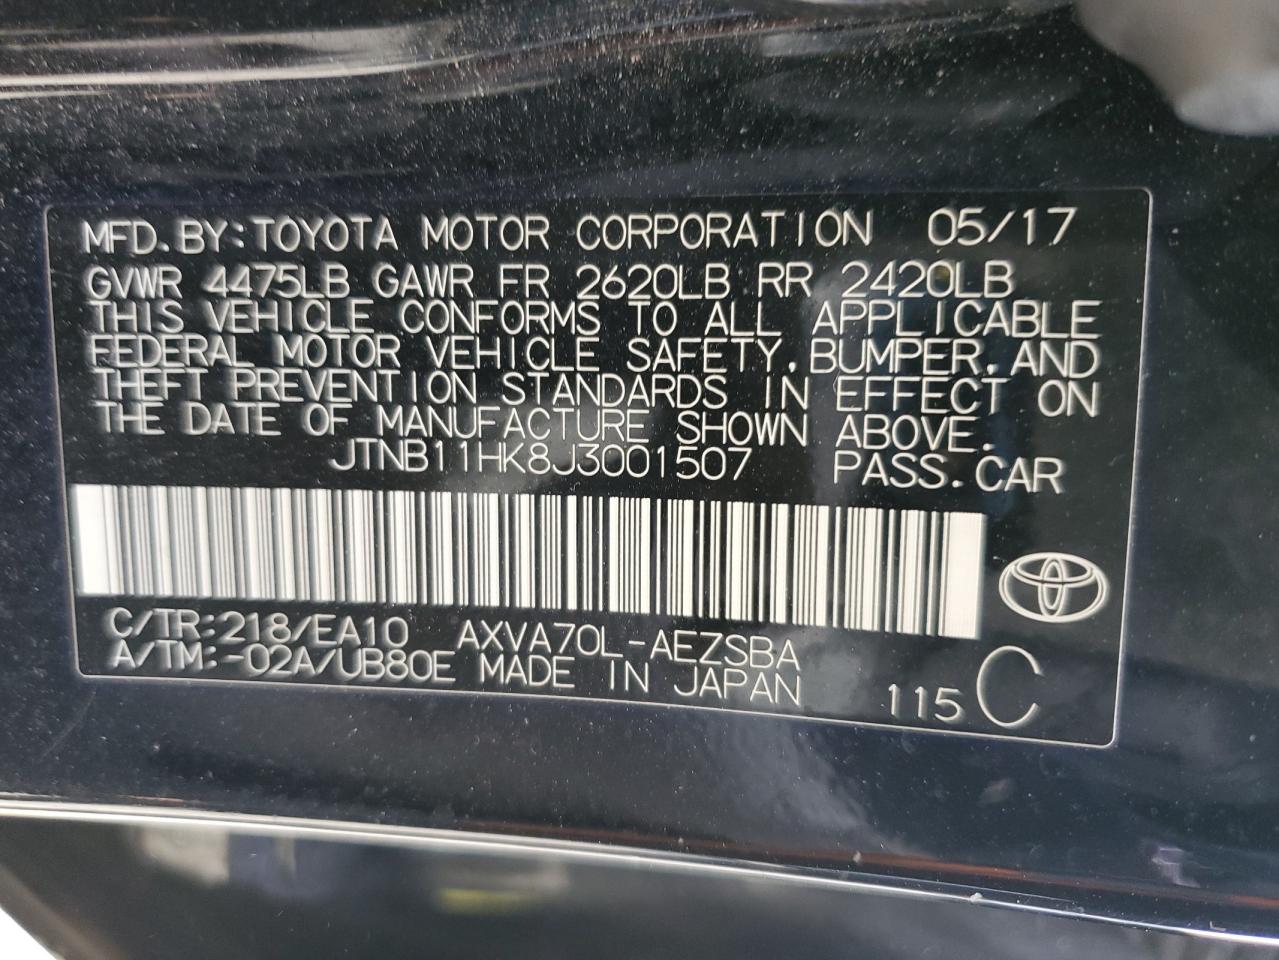 MFD.BY:TOYOTA MOTOR CORPORATION 05/17
GVWR 4475LB GAWR FR 2620LB RR 2420LB
THIS VEHICLE CONFORMS TO ALL APPLICABLE
FEDERAL MOTOR VEHICLE SAFETY,BUMPER,AND
THEFT PREVENTION STANDARDS IN EFFECT ON
THE DATE OF MANUFACTURE SHOWN ABOVE.
JTNB11HK8J3001507 PASS.CAR
C/TR:218/EA10 AXVA70L-AEZSBA
A/TM:-02A/UB80E MADE IN JAPAN 115 C